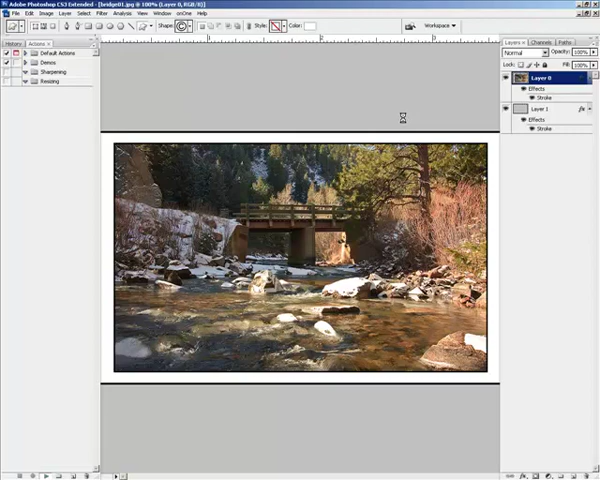 Adobe Photoshop CS3 Extended - [bridge01.jpg @ 100% (Layer 0, RGB/8)]
File Edit Image Layer Select Filter Analysis View Window ooOne Help
Shape: Style: Color: Workspace
History Actions
Default Actions
Demos
Sharpening
Resizing
Layers Channels Paths
Normal Opacity: 100%
Lock: Fill: 100%
Layer 0
Effects
Stroke
Layer 1 fx
Effects
Stroke